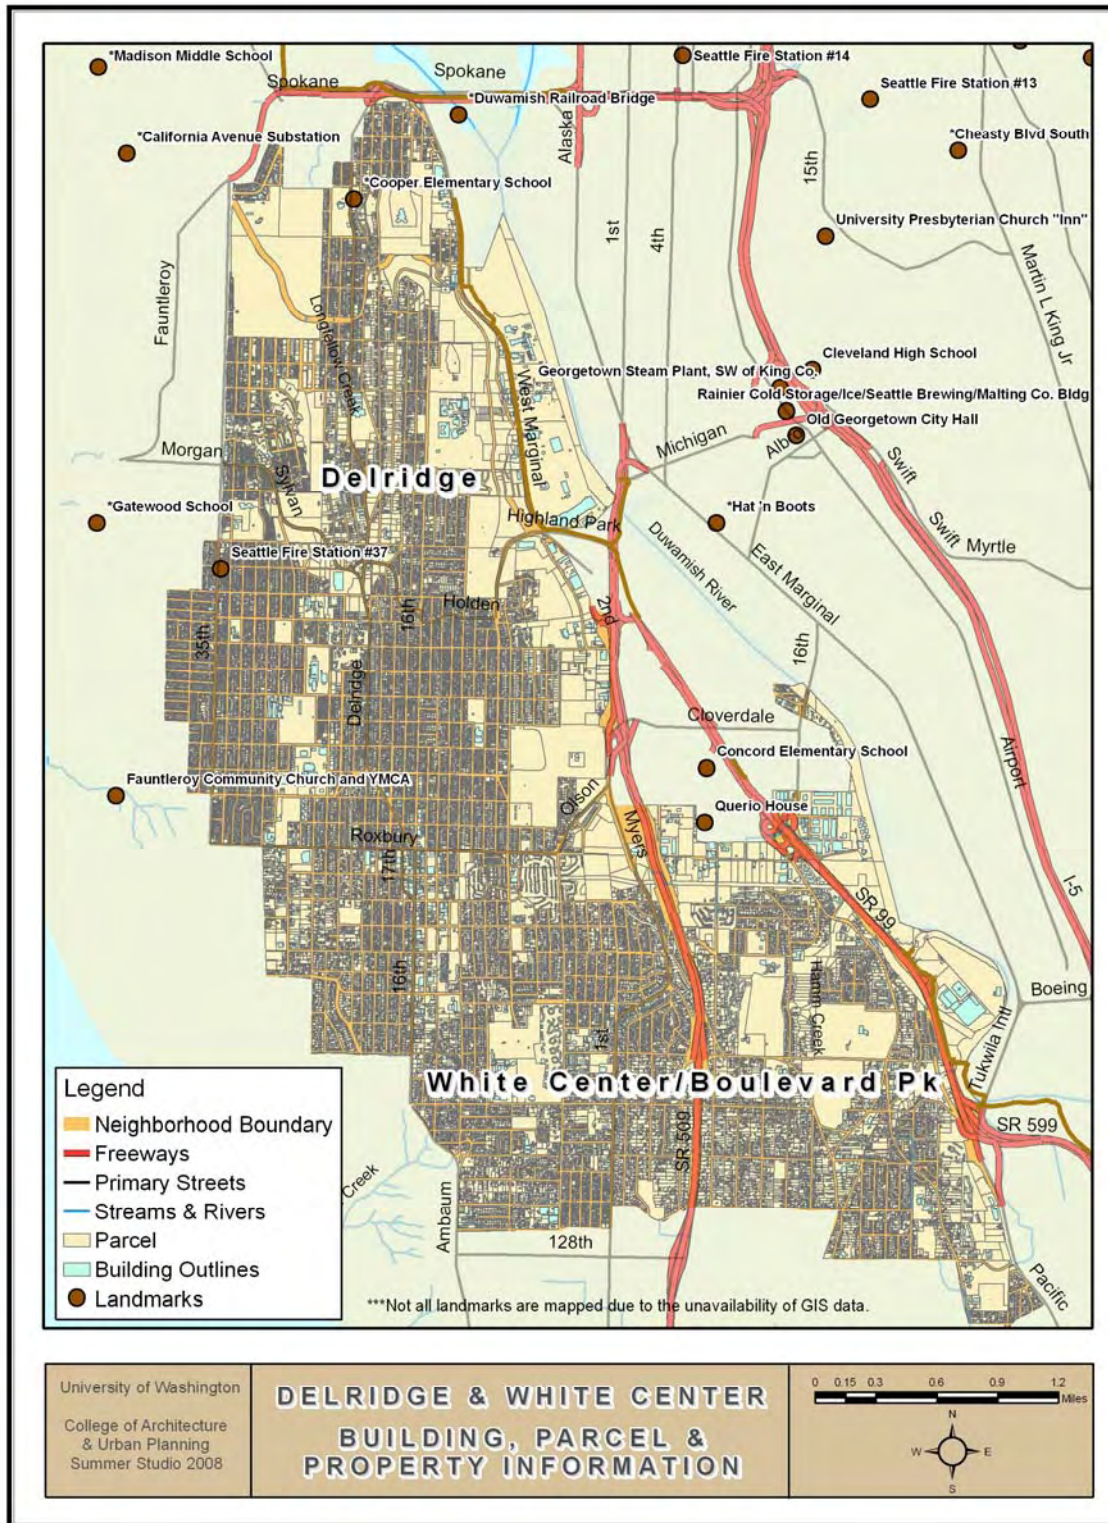 *Madison Middle School
Spokane
Spokane
Seattle Fire Station #14
Seattle Fire Station #13
*Duwamish Railroad Bridge
*California Avenue Substation
Alaska
*Cheasty Blvd South
15th
*Cooper Elementary School
University Presbyterian Church "Inn"
1st
4th
Martin L King Jr
Fauntleroy
Longfellow Creek
Cleveland High School
Georgetown Steam Plant, SW of King Co.
Rainier Cold Storage/Ice/Seattle Brewing/Malting Co. Bldg
West Marginal
Old Georgetown City Hall
Michigan
Swift
Morgan
Sylvan
Delridge
*Gatewood School
Highland Park
*Hat 'n Boots
Duwamish River
Swift
Myrtle
Seattle Fire Station #37
East Marginal
Holden
16th
2nd
35th
16th
Delridge
Cloverdale
Airport
Concord Elementary School
Fauntleroy Community Church and YMCA
Olson
Querio House
Roxbury
Myers
17th
I-5
SR 99
16th
Hamm Creek
Boeing
1st
Tukwila Intl
White Center/Boulevard Pk
SR 509
SR 599
Creek
Ambaum
128th
Pacific
Legend
Neighborhood Boundary
Freeways
Primary Streets
Streams & Rivers
Parcel
Building Outlines
Landmarks
***Not all landmarks are mapped due to the unavailability of GIS data.
University of Washington
College of Architecture
& Urban Planning
Summer Studio 2008
DELRIDGE & WHITE CENTER
BUILDING, PARCEL &
PROPERTY INFORMATION
0 0.15 0.3 0.6 0.9 1.2
Miles
N
W E
S